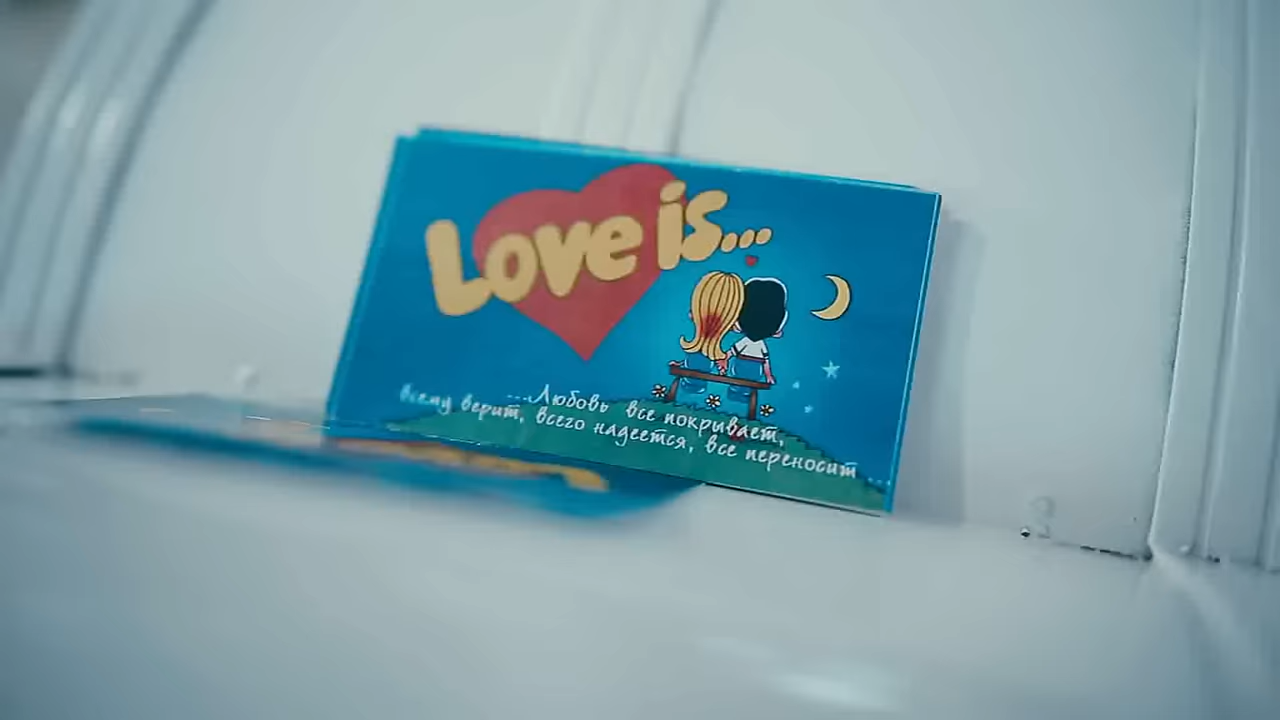 Love is...
...Любовь все покрывает,
всему верит, всего надеется, все переносит...